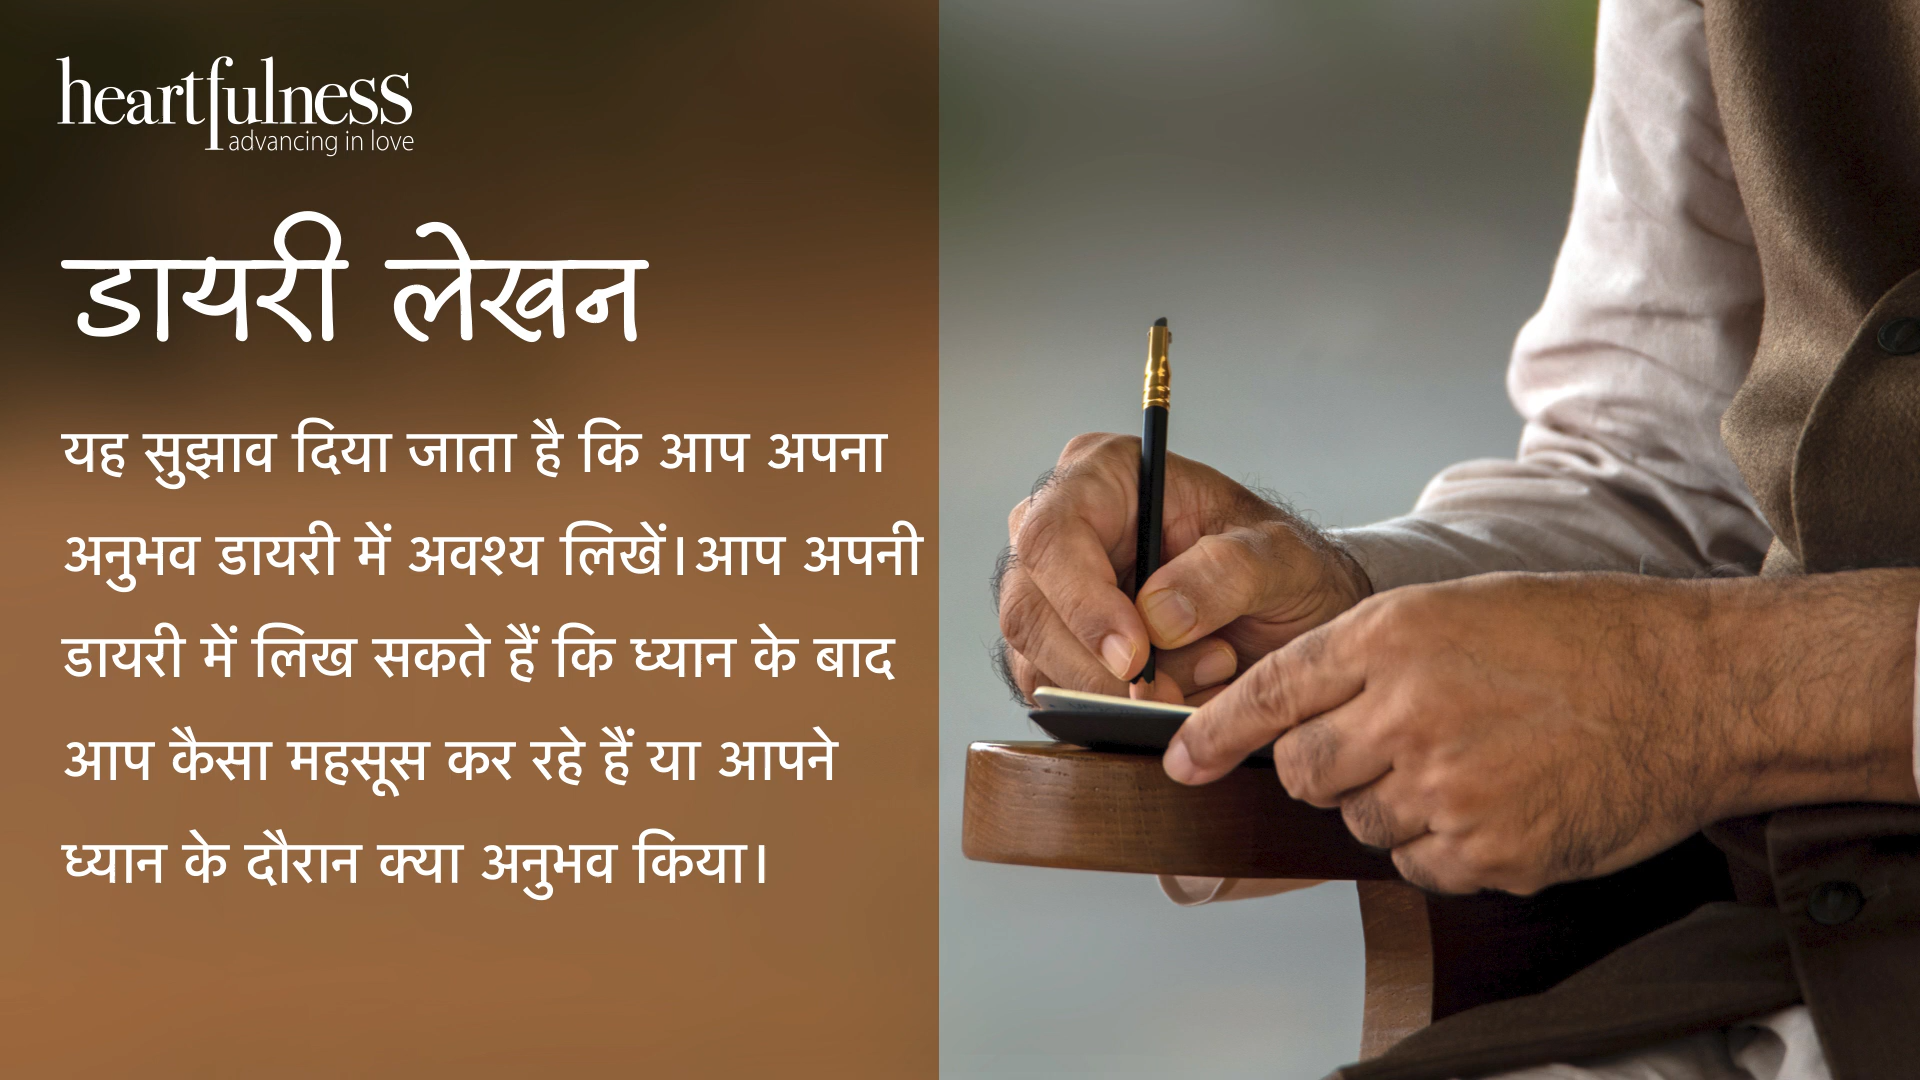 heartfulness
advancing in love
डायरी लेखन
यह सुझाव दिया जाता है कि आप अपना
अनुभव डायरी में अवश्य लिखें।आप अपनी
डायरी में लिख सकते हैं कि ध्यान के बाद
आप कैसा महसूस कर रहे हैं या आपने
ध्यान के दौरान क्या अनुभव किया।